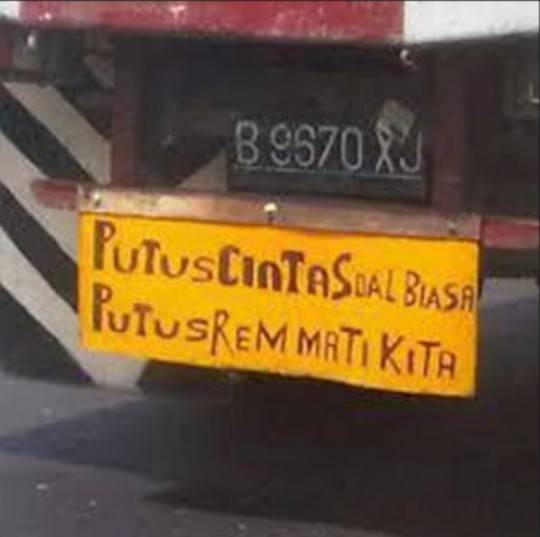 B 9670 XJ
PUTUS CINTA SOAL BIASA
PUTUS REM MATI KITA